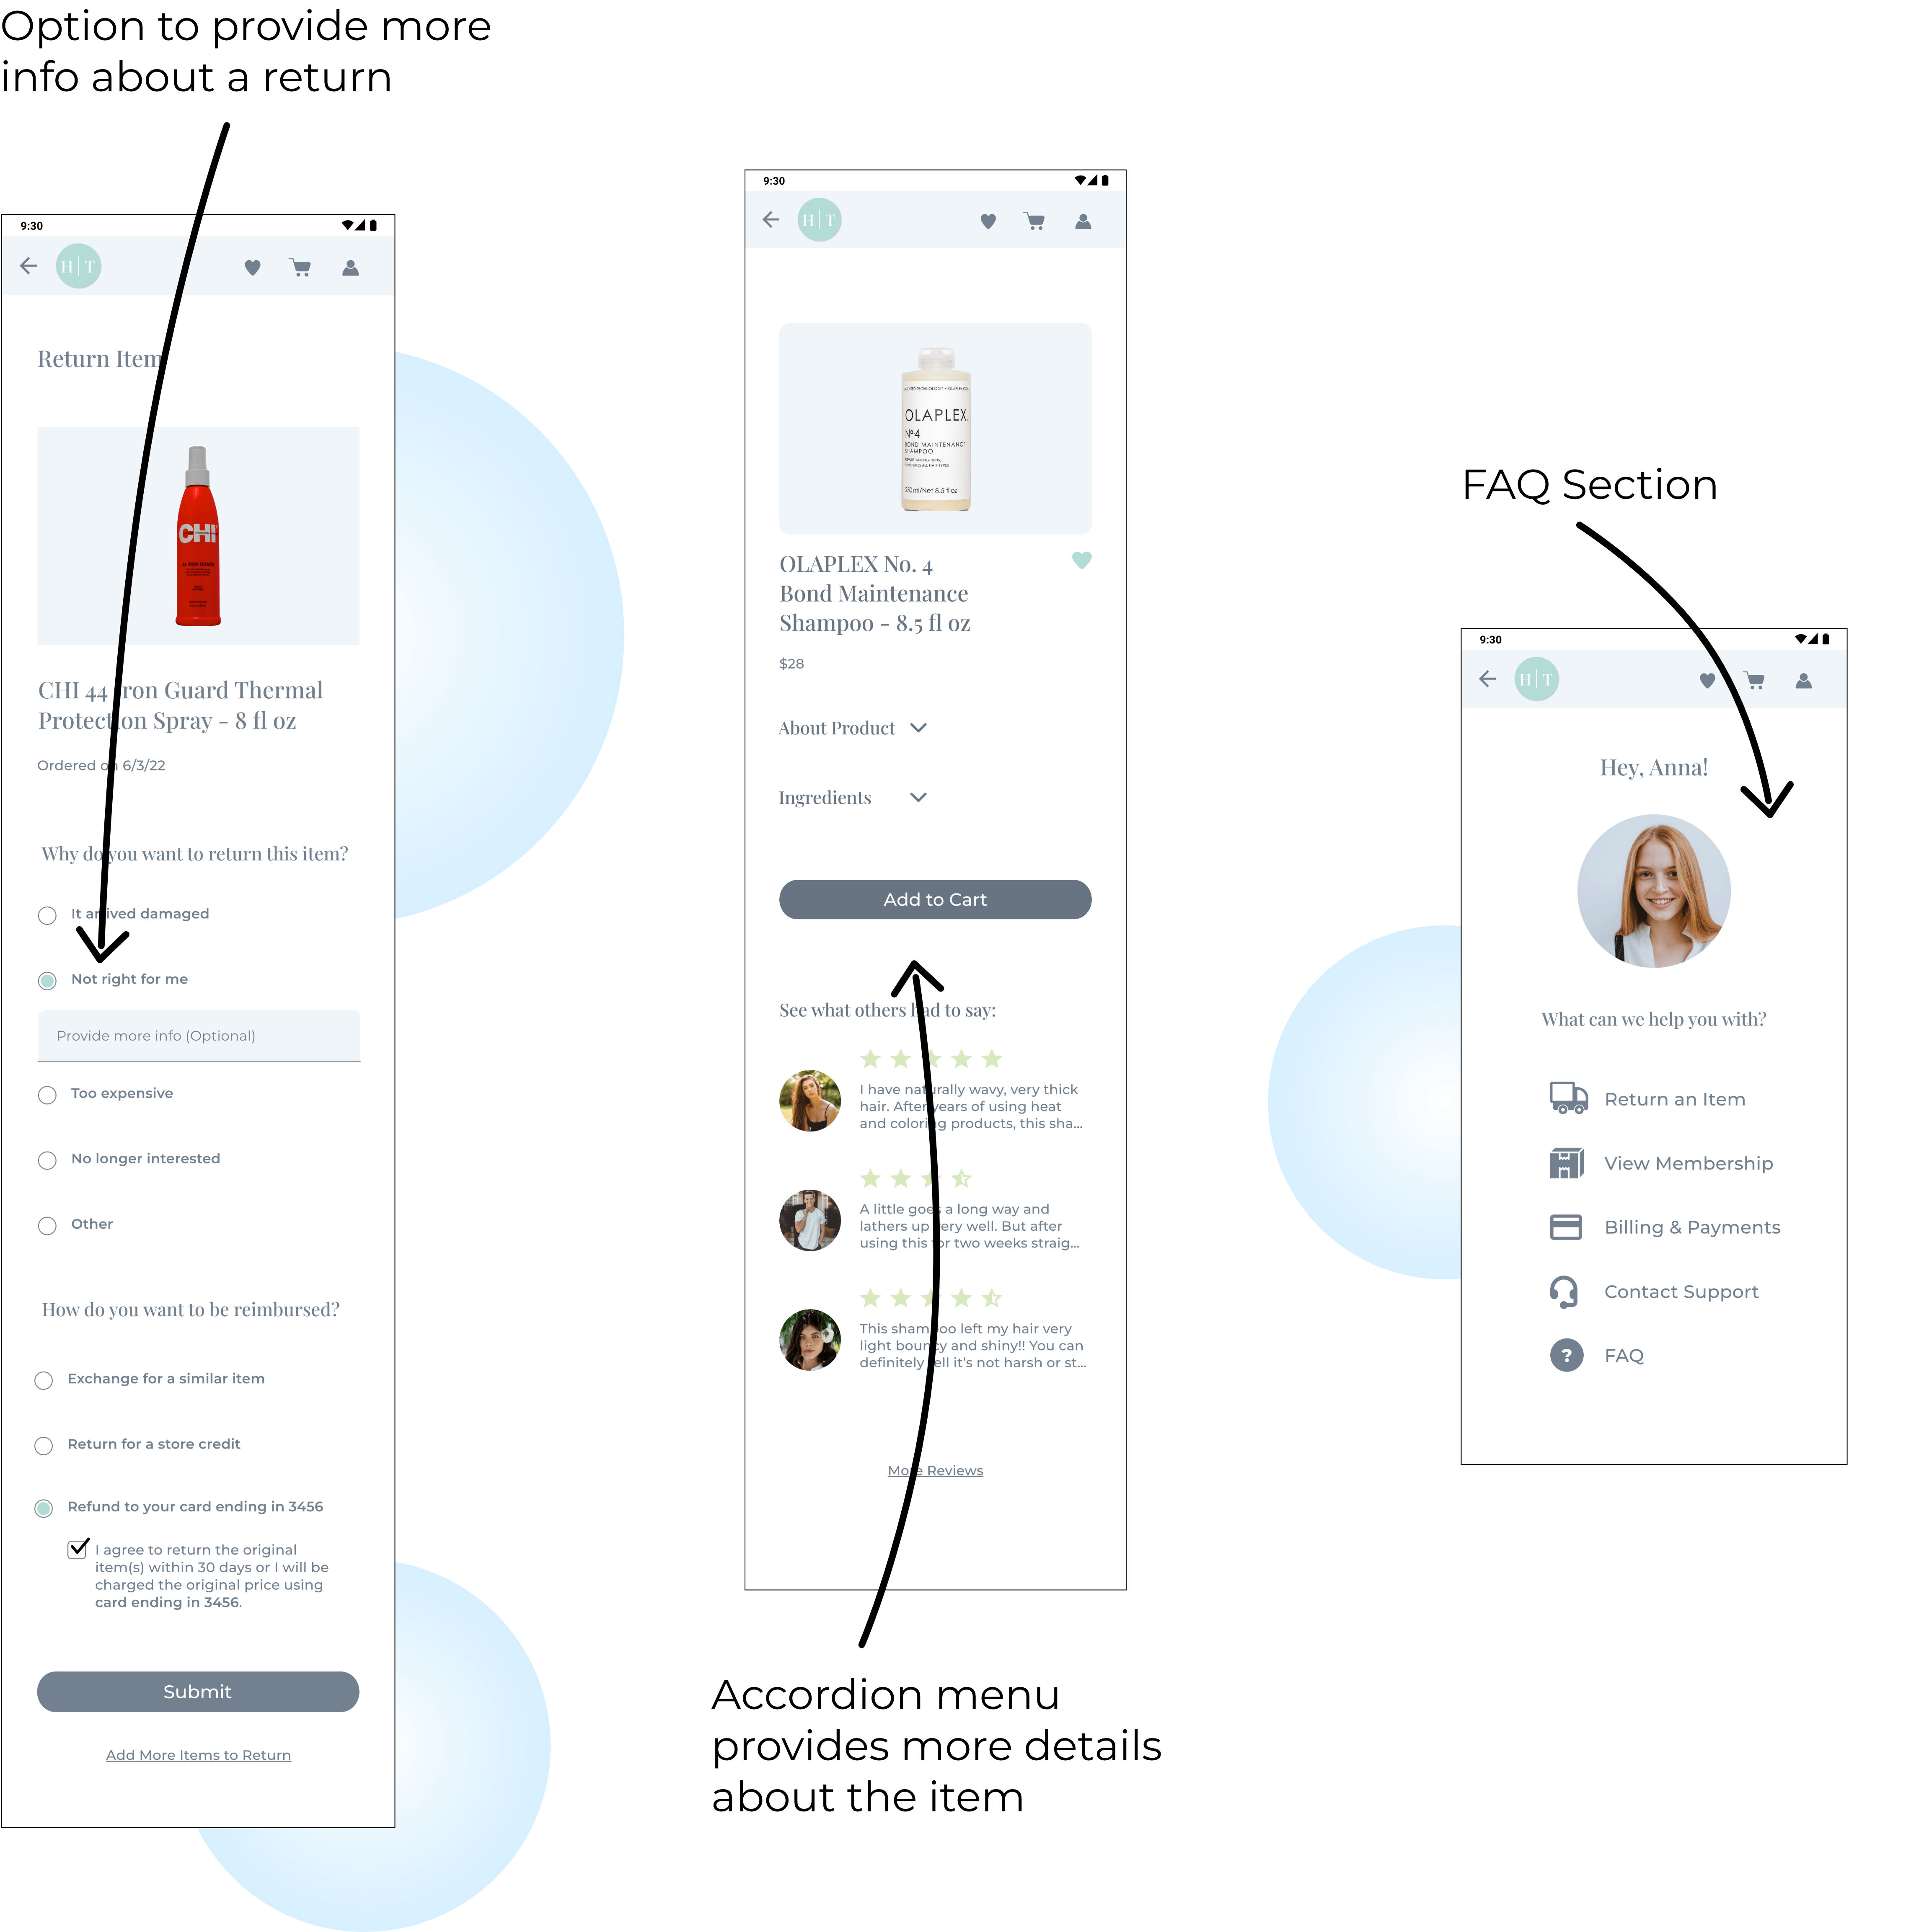 Option to provide more
info about a return
9:30
H|T
Return Item
CHI
44 IRON GUARD
CHI 44 Iron Guard Thermal
Protection Spray - 8 fl oz
Ordered on 6/3/22
Why do you want to return this item?
It arrived damaged
Not right for me
Provide more info (Optional)
Too expensive
No longer interested
Other
How do you want to be reimbursed?
Exchange for a similar item
Return for a store credit
Refund to your card ending in 3456
I agree to return the original
item(s) within 30 days or I will be
charged the original price using
card ending in 3456.
Submit
Add More Items to Return
9:30
H|T
OLAPLEX.
Nº.4
BOND MAINTENANCE™
SHAMPOO
250 ml/Net 8.5 fl oz
OLAPLEX No. 4
Bond Maintenance
Shampoo - 8.5 fl oz
$28
About Product
Ingredients
Add to Cart
See what others had to say:
I have naturally wavy, very thick
hair. After years of using heat
and coloring products, this sha...
A little goes a long way and
lathers up very well. But after
using this for two weeks straig...
This shampoo left my hair very
light bouncy and shiny!! You can
definitely tell it's not harsh or st...
More Reviews
Accordion menu
provides more details
about the item
FAQ Section
9:30
H|T
Hey, Anna!
What can we help you with?
Return an Item
View Membership
Billing & Payments
Contact Support
? FAQ